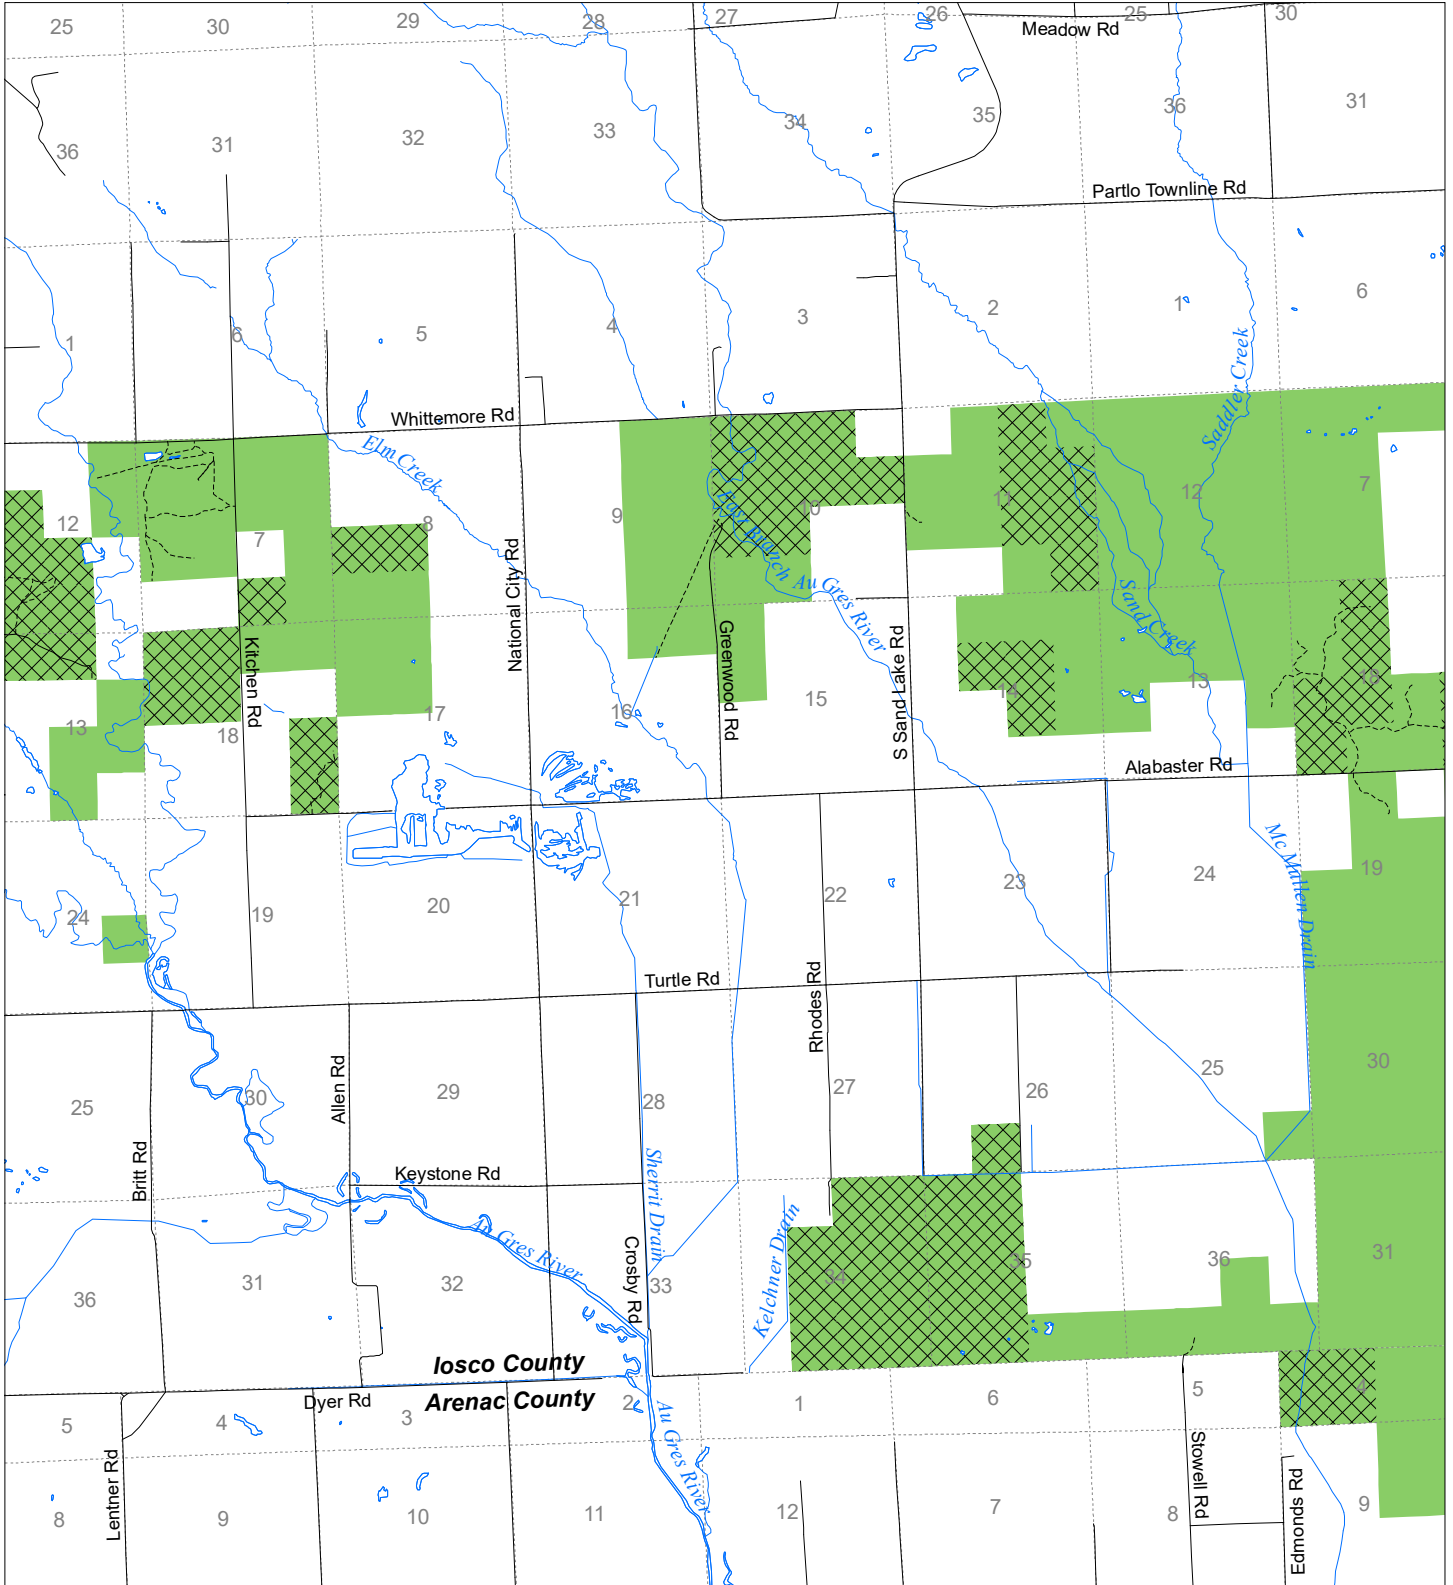 25
30
29
28
27
26
25
30
Meadow Rd
36
31
32
33
34
35
36
31
Partlo Townline Rd
1
6
5
4
3
2
1
6
Saddler Creek
Whittemore Rd
Elm Creek
12
7
8
9
10
11
12
7
East Branch Au Gres River
Sand Creek
National City Rd
Kitchen Rd
Greenwood Rd
S Sand Lake Rd
13
18
17
16
15
14
13
18
Alabaster Rd
Mc Mullen Drain
24
19
20
21
22
23
24
19
Turtle Rd
Rhodes Rd
25
30
29
28
27
26
25
30
Allen Rd
Britt Rd
Keystone Rd
Sherrit Drain
Kelchner Drain
Au Gres River
Crosby Rd
36
31
32
33
34
35
36
31
Iosco County
Dyer Rd
Arenac County
5
4
3
2
1
6
5
4
Au Gres River
Lentner Rd
Stowell Rd
Edmonds Rd
8
9
10
11
12
7
8
9